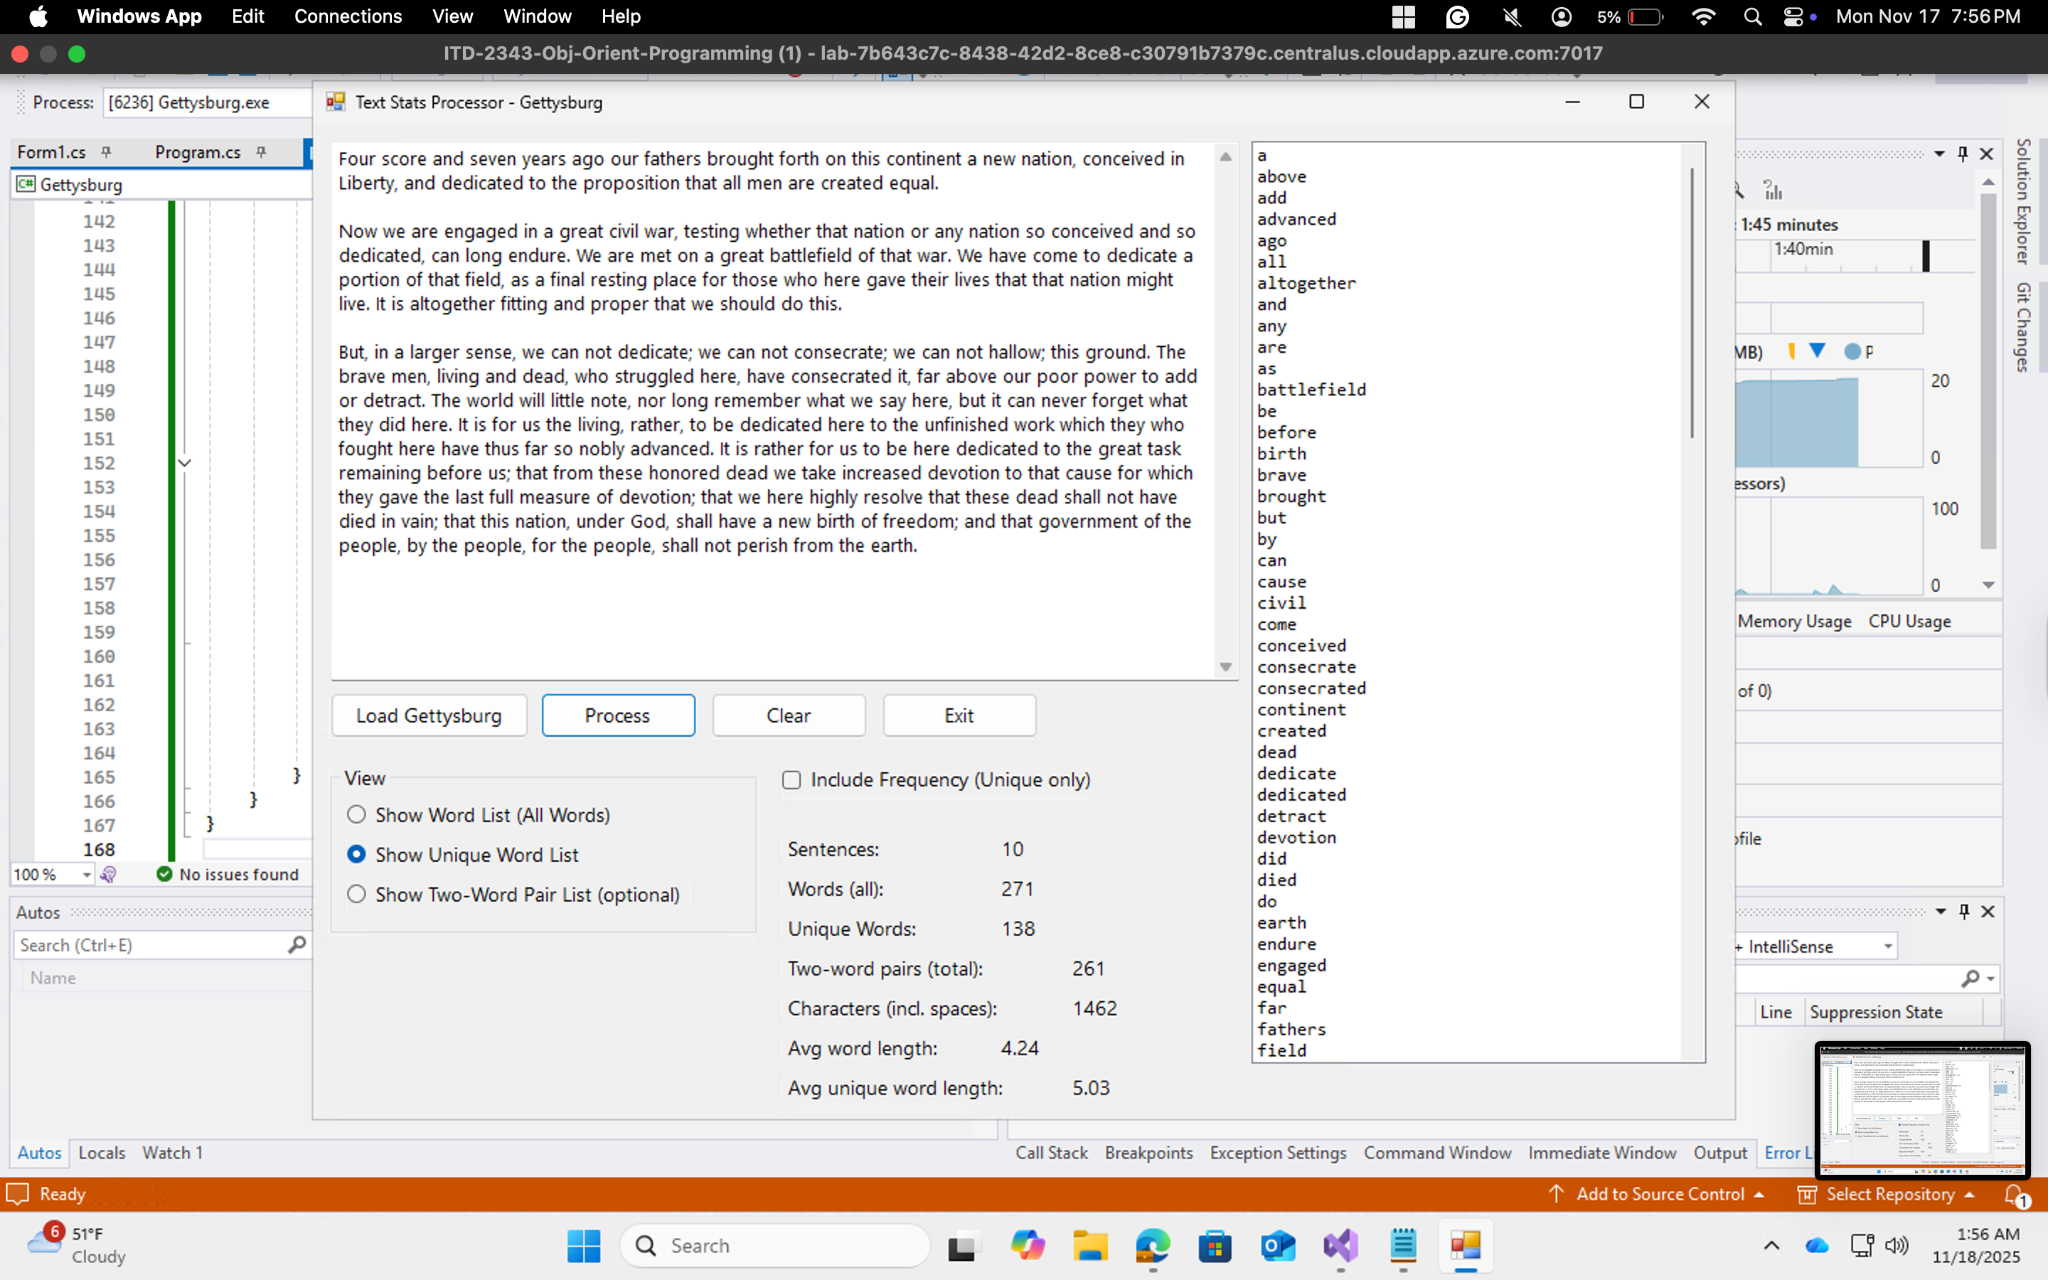 Windows App Edit Connections View Window Help 5% Mon Nov 17 7:56 PM
ITD-2343-Obj-Orient-Programming (1) - lab-7b643c7c-8438-42d2-8ce8-c30791b7379c.centralus.cloudapp.azure.com:7017
Process: [6236] Gettysburg.exe
Text Stats Processor - Gettysburg
Form1.cs Program.cs
Gettysburg
142
143
144
145
146
147
148
149
150
151
152
153
154
155
156
157
158
159
160
161
162
163
164
165 }
166 }
167 }
168
100 % No issues found
Autos
Search (Ctrl+E)
Name
Four score and seven years ago our fathers brought forth on this continent a new nation, conceived in
Liberty, and dedicated to the proposition that all men are created equal.
Now we are engaged in a great civil war, testing whether that nation or any nation so conceived and so
dedicated, can long endure. We are met on a great battlefield of that war. We have come to dedicate a
portion of that field, as a final resting place for those who here gave their lives that that nation might
live. It is altogether fitting and proper that we should do this.
But, in a larger sense, we can not dedicate; we can not consecrate; we can not hallow; this ground. The
brave men, living and dead, who struggled here, have consecrated it, far above our poor power to add
or detract. The world will little note, nor long remember what we say here, but it can never forget what
they did here. It is for us the living, rather, to be dedicated here to the unfinished work which they who
fought here have thus far so nobly advanced. It is rather for us to be here dedicated to the great task
remaining before us; that from these honored dead we take increased devotion to that cause for which
they gave the last full measure of devotion; that we here highly resolve that these dead shall not have
died in vain; that this nation, under God, shall have a new birth of freedom; and that government of the
people, by the people, for the people, shall not perish from the earth.
Load Gettysburg Process Clear Exit
View
Show Word List (All Words)
Show Unique Word List
Show Two-Word Pair List (optional)
Include Frequency (Unique only)
Sentences: 10
Words (all): 271
Unique Words: 138
Two-word pairs (total): 261
Characters (incl. spaces): 1462
Avg word length: 4.24
Avg unique word length: 5.03
a
above
add
advanced
ago
all
altogether
and
any
are
as
battlefield
be
before
birth
brave
brought
but
by
can
cause
civil
come
conceived
consecrate
consecrated
continent
created
dead
dedicate
dedicated
detract
devotion
did
died
do
earth
endure
engaged
equal
far
fathers
field
: 1:45 minutes
1:40min
MB) P
20
0
essors)
100
0
Memory Usage CPU Usage
of 0)
ofile
+ IntelliSense
Line Suppression State
Solution Explorer
Git Changes
Autos Locals Watch 1
Call Stack Breakpoints Exception Settings Command Window Immediate Window Output Error Li
Ready Add to Source Control Select Repository 1
6 51°F
Cloudy
Search
1:56 AM
11/18/2025